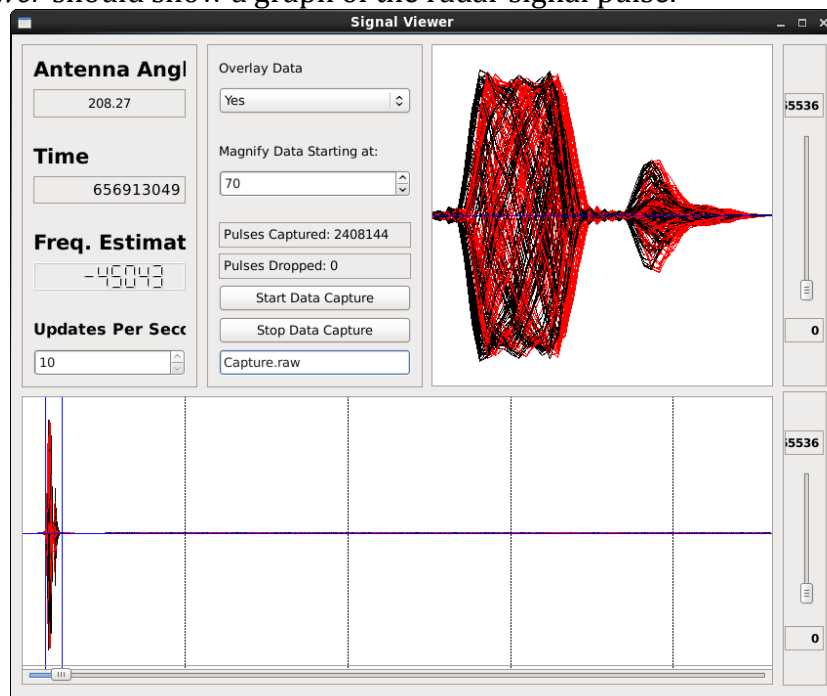 should show a graph of the radar signal pulse.
Signal Viewer
Antenna Angl
208.27
Time
656913049
Freq. Estimat
-45043
Updates Per Secc
10
Overlay Data
Yes
Magnify Data Starting at:
70
Pulses Captured: 2408144
Pulses Dropped: 0
Start Data Capture
Stop Data Capture
Capture.raw
65536
0
65536
0